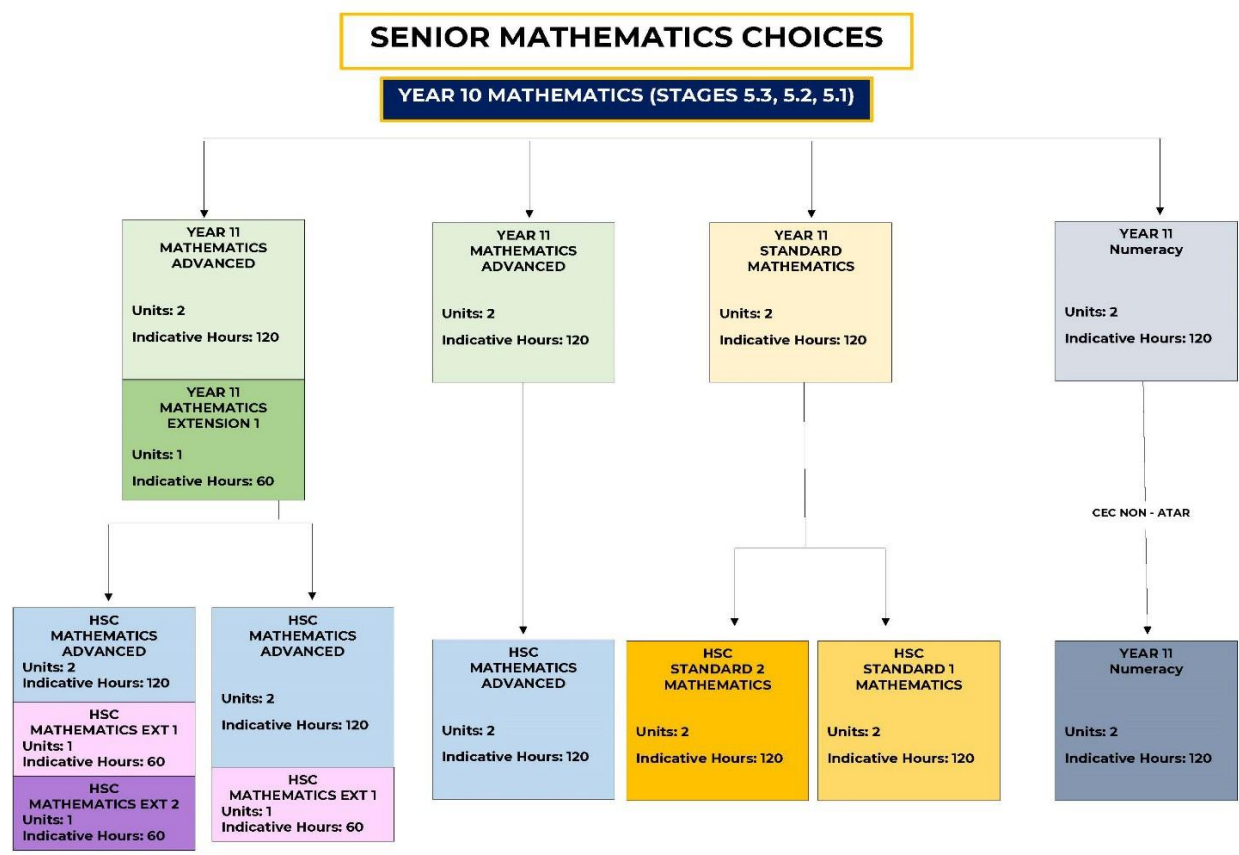 SENIOR MATHEMATICS CHOICES
YEAR 10 MATHEMATICS (STAGES 5.3, 5.2, 5.1)
YEAR 11
MATHEMATICS
ADVANCED
Units: 2
Indicative Hours: 120
YEAR 11
MATHEMATICS
EXTENSION 1
Units: 1
Indicative Hours: 60
YEAR 11
MATHEMATICS
ADVANCED
Units: 2
Indicative Hours: 120
YEAR 11
STANDARD
MATHEMATICS
Units: 2
Indicative Hours: 120
YEAR 11
Numeracy
Units: 2
Indicative Hours: 120
CEC NON - ATAR
HSC
MATHEMATICS
ADVANCED
Units: 2
Indicative Hours: 120
HSC
MATHEMATICS EXT 1
Units: 1
Indicative Hours: 60
HSC
MATHEMATICS EXT 2
Units: 1
Indicative Hours: 60
HSC
MATHEMATICS
ADVANCED
Units: 2
Indicative Hours: 120
HSC
MATHEMATICS EXT 1
Units: 1
Indicative Hours: 60
HSC
MATHEMATICS
ADVANCED
Units: 2
Indicative Hours: 120
HSC
STANDARD 2
MATHEMATICS
Units: 2
Indicative Hours: 120
HSC
STANDARD 1
MATHEMATICS
Units: 2
Indicative Hours: 120
YEAR 11
Numeracy
Units: 2
Indicative Hours: 120